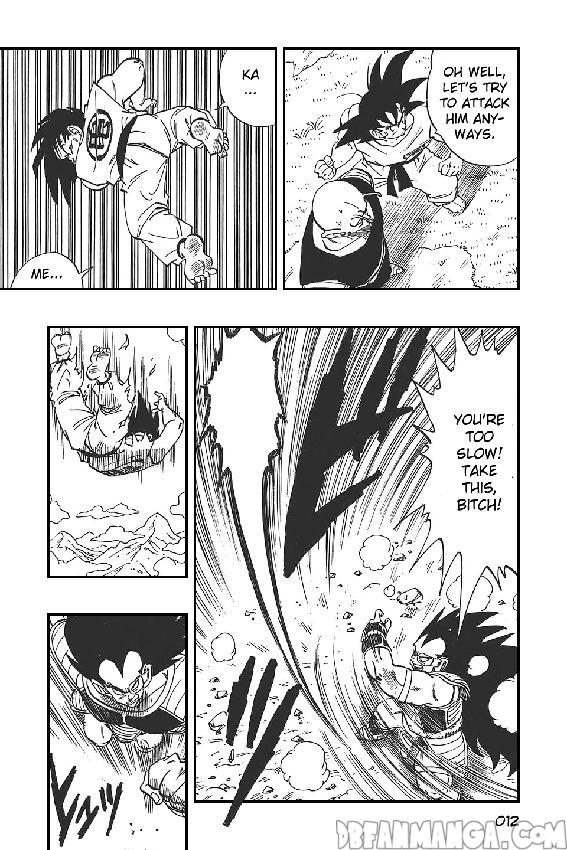 OH WELL,
LET'S TRY
TO ATTACK
HIM ANY-
WAYS.
KA
...
ME...
YOU'RE
TOO
SLOW!
TAKE
THIS,
BITCH!
012
DBFANMANGA.COM